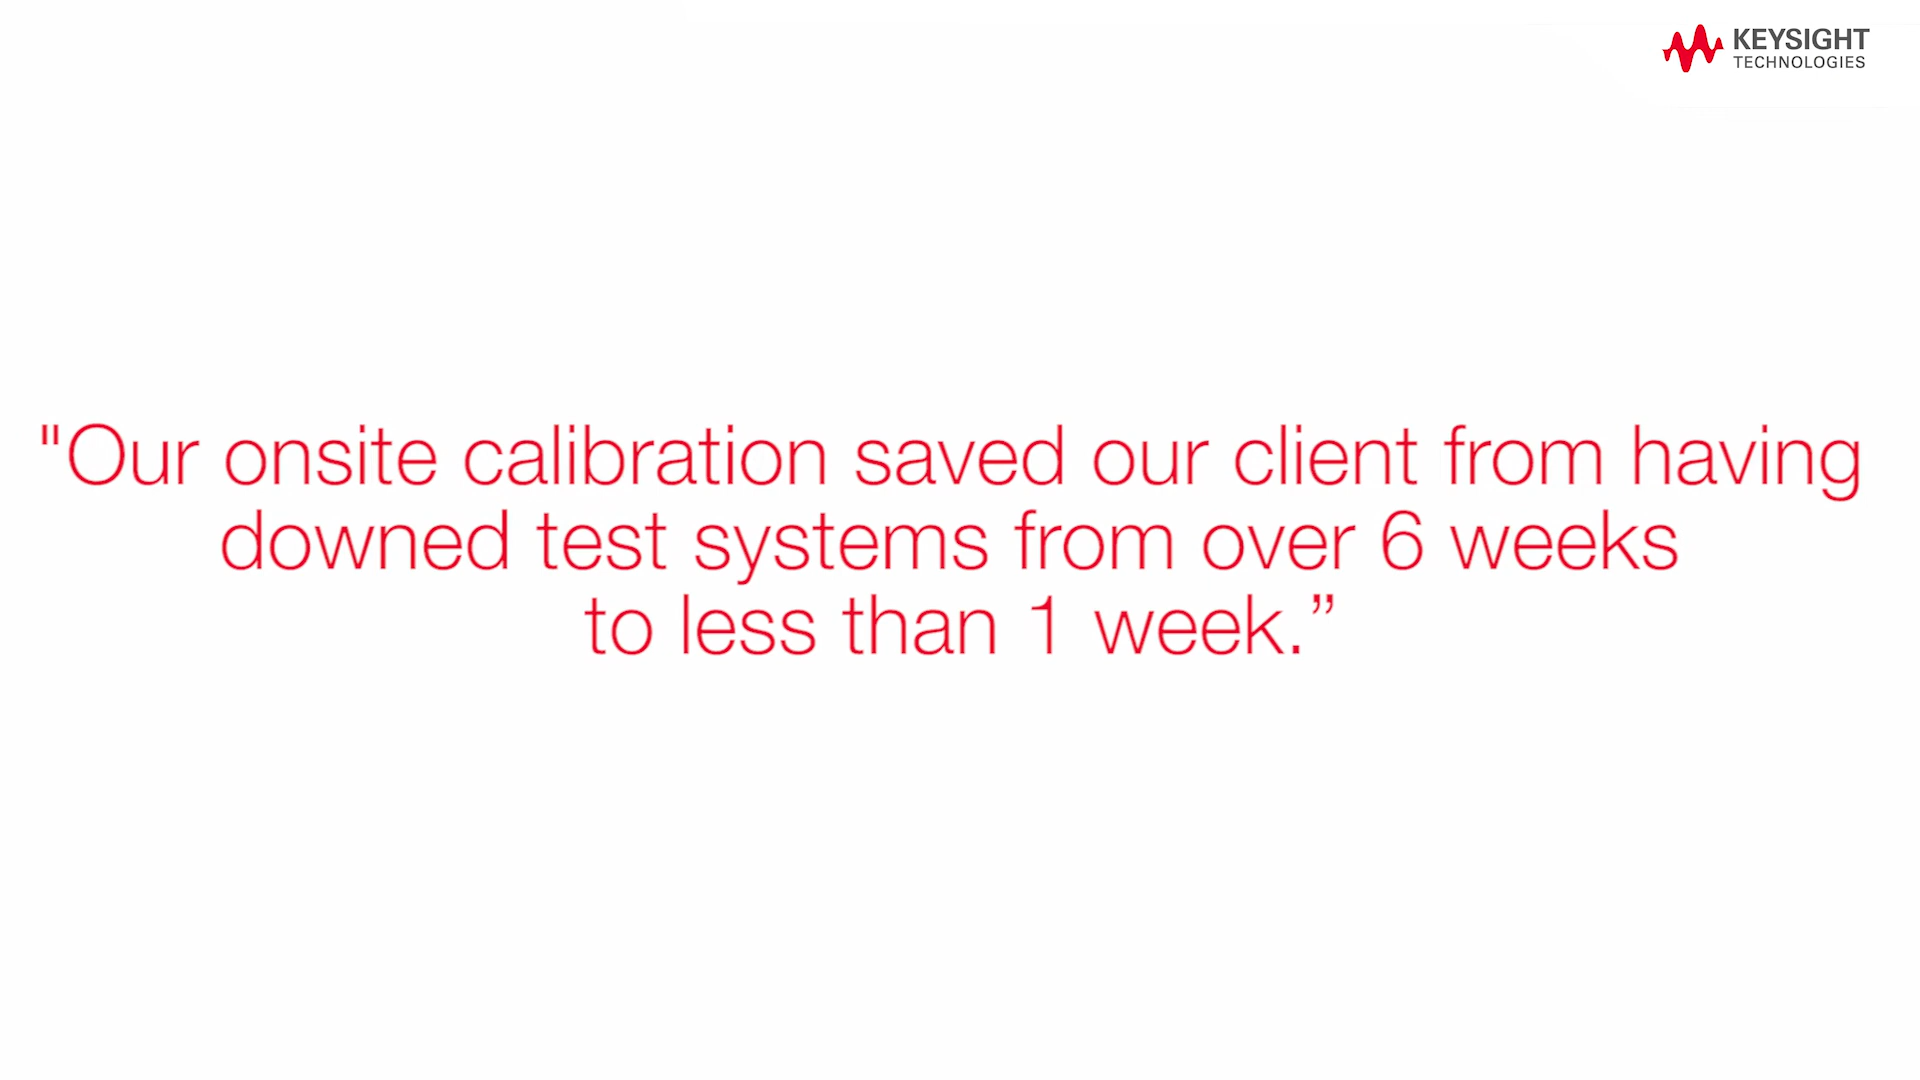 KEYSIGHT
TECHNOLOGIES
"Our onsite calibration saved our client from having
downed test systems from over 6 weeks
to less than 1 week.”